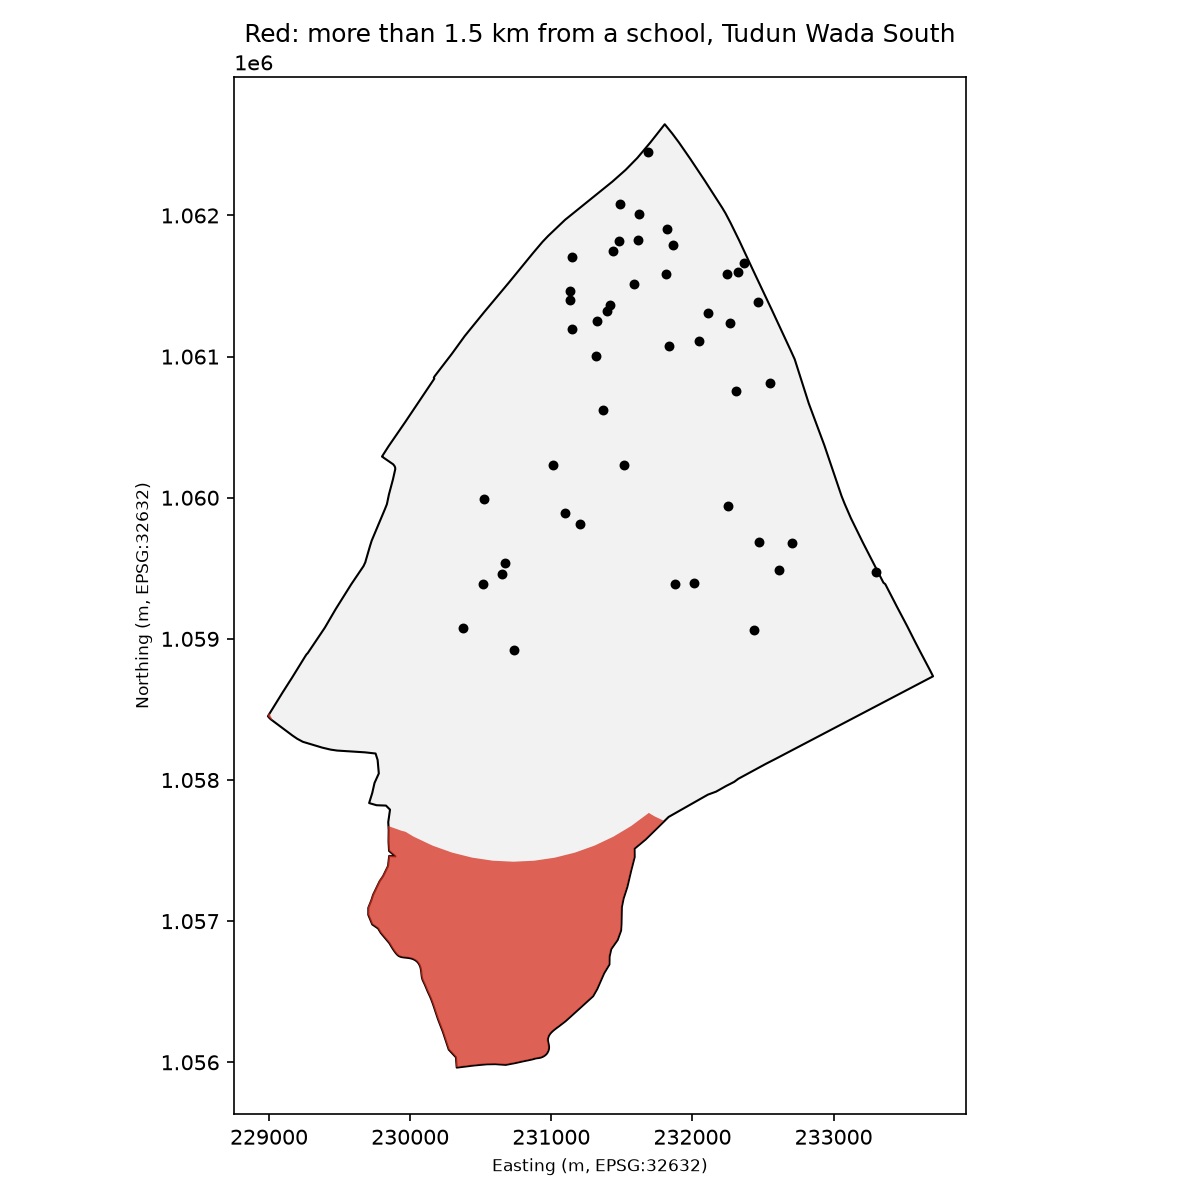 Red: more than 1.5 km from a school, Tudun Wada South
1e6
1.062
1.061
1.060
1.059
1.058
1.057
1.056
Northing (m, EPSG:32632)
229000 230000 231000 232000 233000
Easting (m, EPSG:32632)